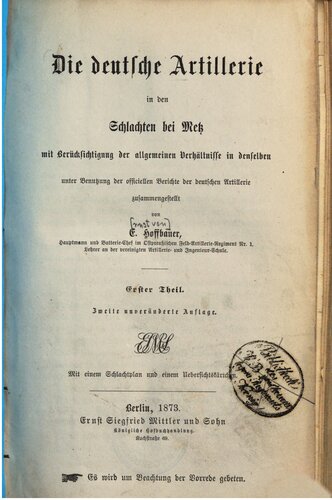 Die deutsche Artillerie
in den
Schlachten bei Metz
mit Berücksichtigung der allgemeinen Verhältnisse in denselben
unter Benutzung der officiellen Berichte der deutschen Artillerie
zusammengestellt
von
[Ernst von]
E. Hoffbauer,
Hauptmann und Batterie-Chef im Ostpreußischen Feld-Artillerie-Regiment Nr. 1,
Lehrer an der vereinigten Artillerie- und Ingenieur-Schule.
Erster Theil.
Zweite unveränderte Auflage.
Mit einem Schlachtplan und einem Uebersichtskärtchen.
Bibliothek
Berlin, 1873.
Ernst Siegfried Mittler und Sohn
Königliche Hofbuchhandlung.
Kochstraße 69.
Es wird um Beachtung der Vorrede gebeten.